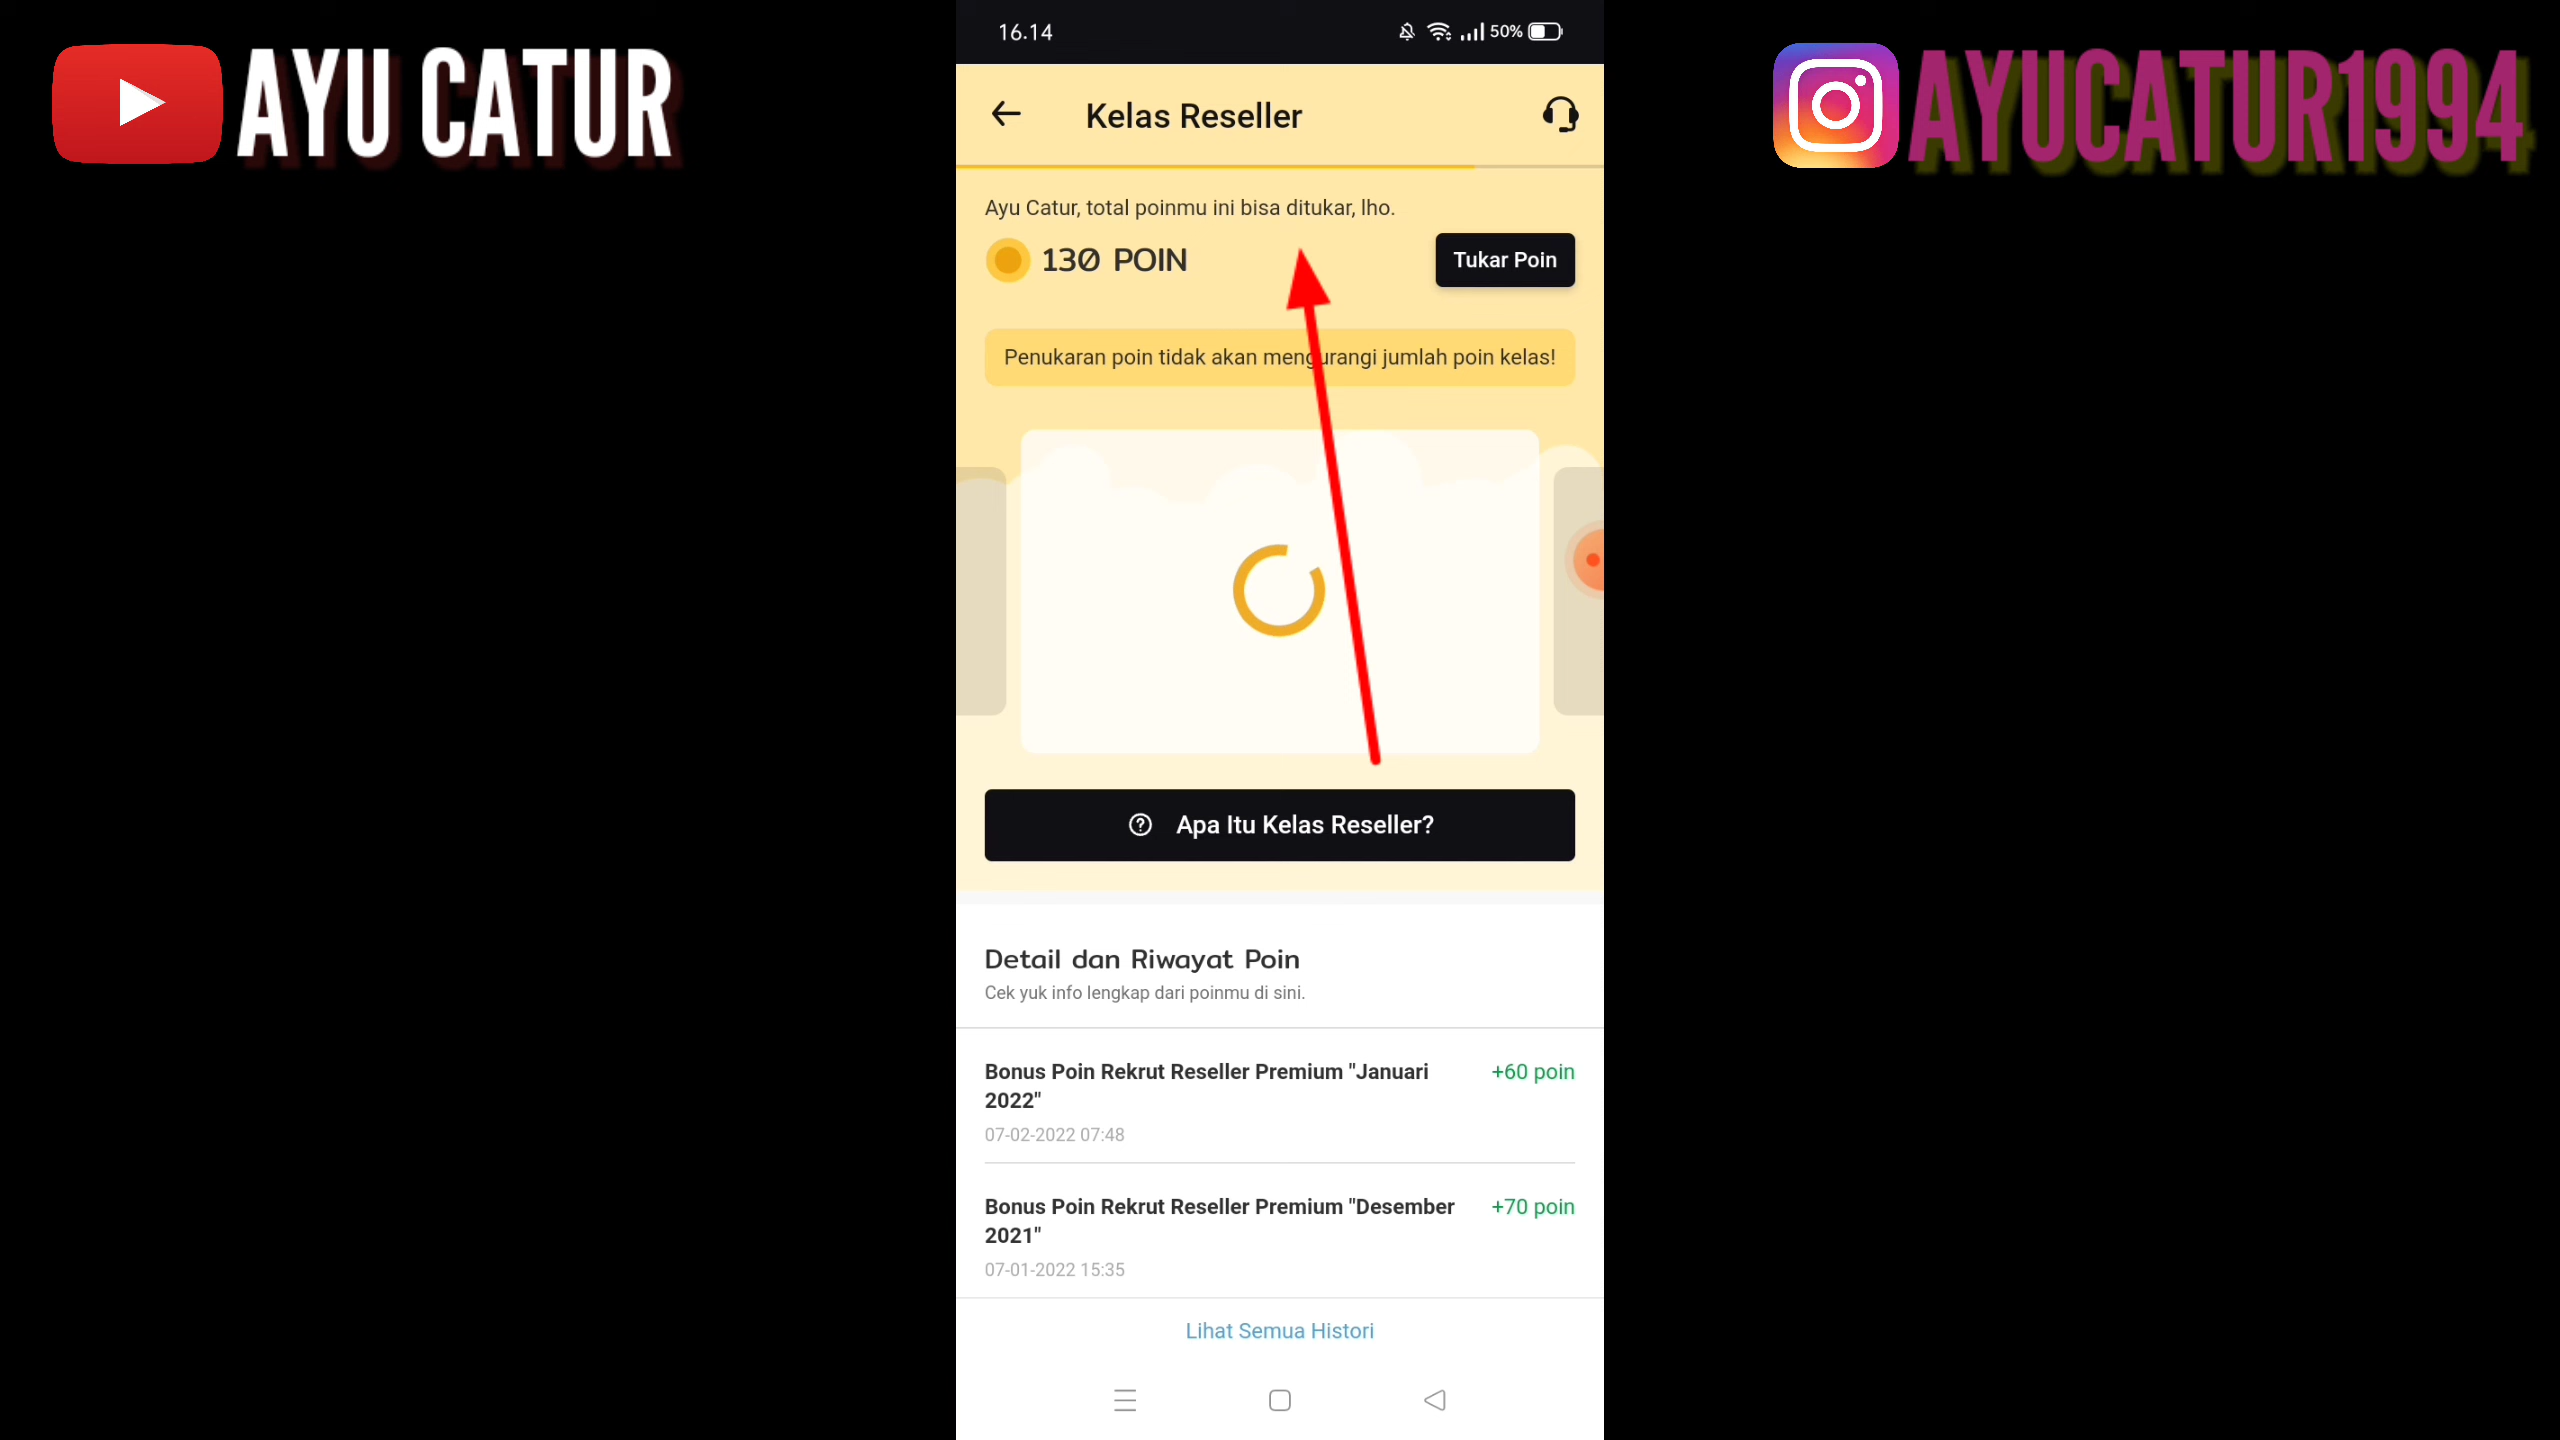 AYU CATUR
AYUCATUR1994
16.14
50%
Kelas Reseller
Ayu Catur, total poinmu ini bisa ditukar, lho.
130 POIN
Tukar Poin
Penukaran poin tidak akan mengurangi jumlah poin kelas!
Apa Itu Kelas Reseller?
Detail dan Riwayat Poin
Cek yuk info lengkap dari poinmu di sini.
Bonus Poin Rekrut Reseller Premium "Januari
2022"
+60 poin
07-02-2022 07:48
Bonus Poin Rekrut Reseller Premium "Desember
2021"
+70 poin
07-01-2022 15:35
Lihat Semua Histori